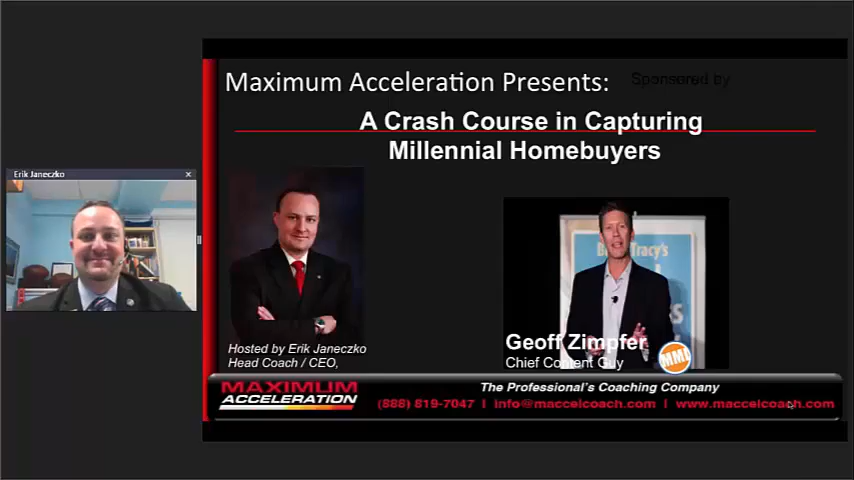 Maximum Acceleration Presents:
Sponsored by
A Crash Course in Capturing
Millennial Homebuyers
Erik Janeczko
Tracy's
Geoff Zimpfer
Chief Content Guy
MML
Hosted by Erik Janeczko
Head Coach / CEO,
MAXIMUM
ACCELERATION
The Professional's Coaching Company
(888) 819-7047 | info@maccelcoach.com | www.maccelcoach.com